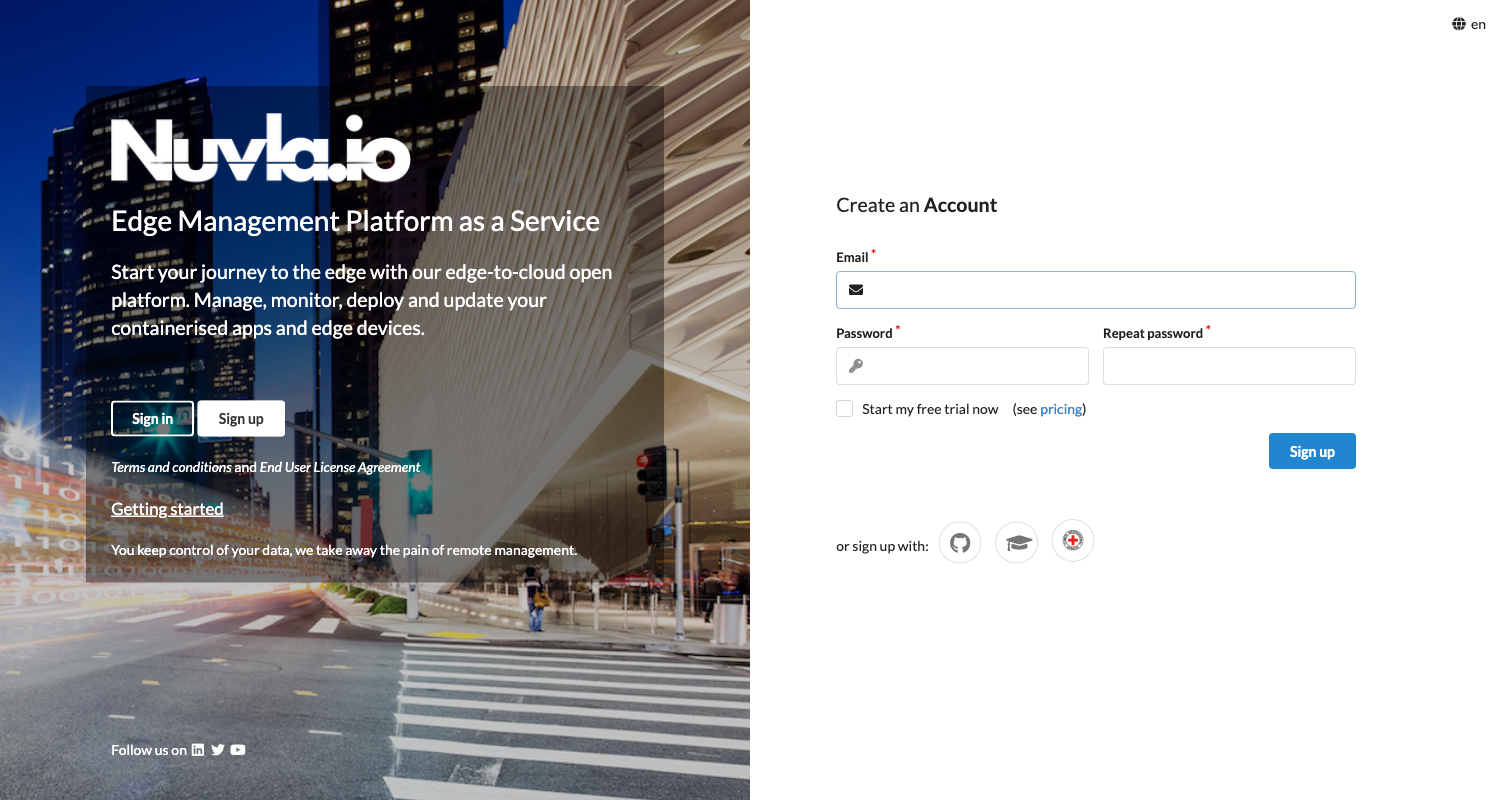 en
Nuvla.io
Edge Management Platform as a Service
Start your journey to the edge with our edge-to-cloud open
platform. Manage, monitor, deploy and update your
containerised apps and edge devices.
Sign in
Sign up
Terms and conditions and End User License Agreement
Getting started
You keep control of your data, we take away the pain of remote management.
Follow us on
Create an Account
Email *
Password *
Repeat password *
Start my free trial now (see pricing)
Sign up
or sign up with: